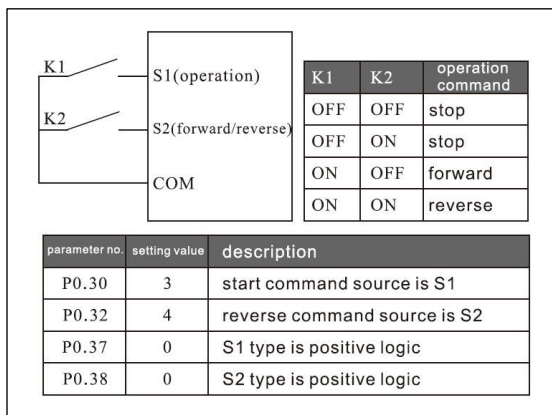 K1
S1(operation)
K2
S2(forward/reverse)
COM
K1 K2 operation command
OFF OFF stop
OFF ON stop
ON OFF forward
ON ON reverse
parameter no. setting value description
P0.30 3 start command source is S1
P0.32 4 reverse command source is S2
P0.37 0 S1 type is positive logic
P0.38 0 S2 type is positive logic